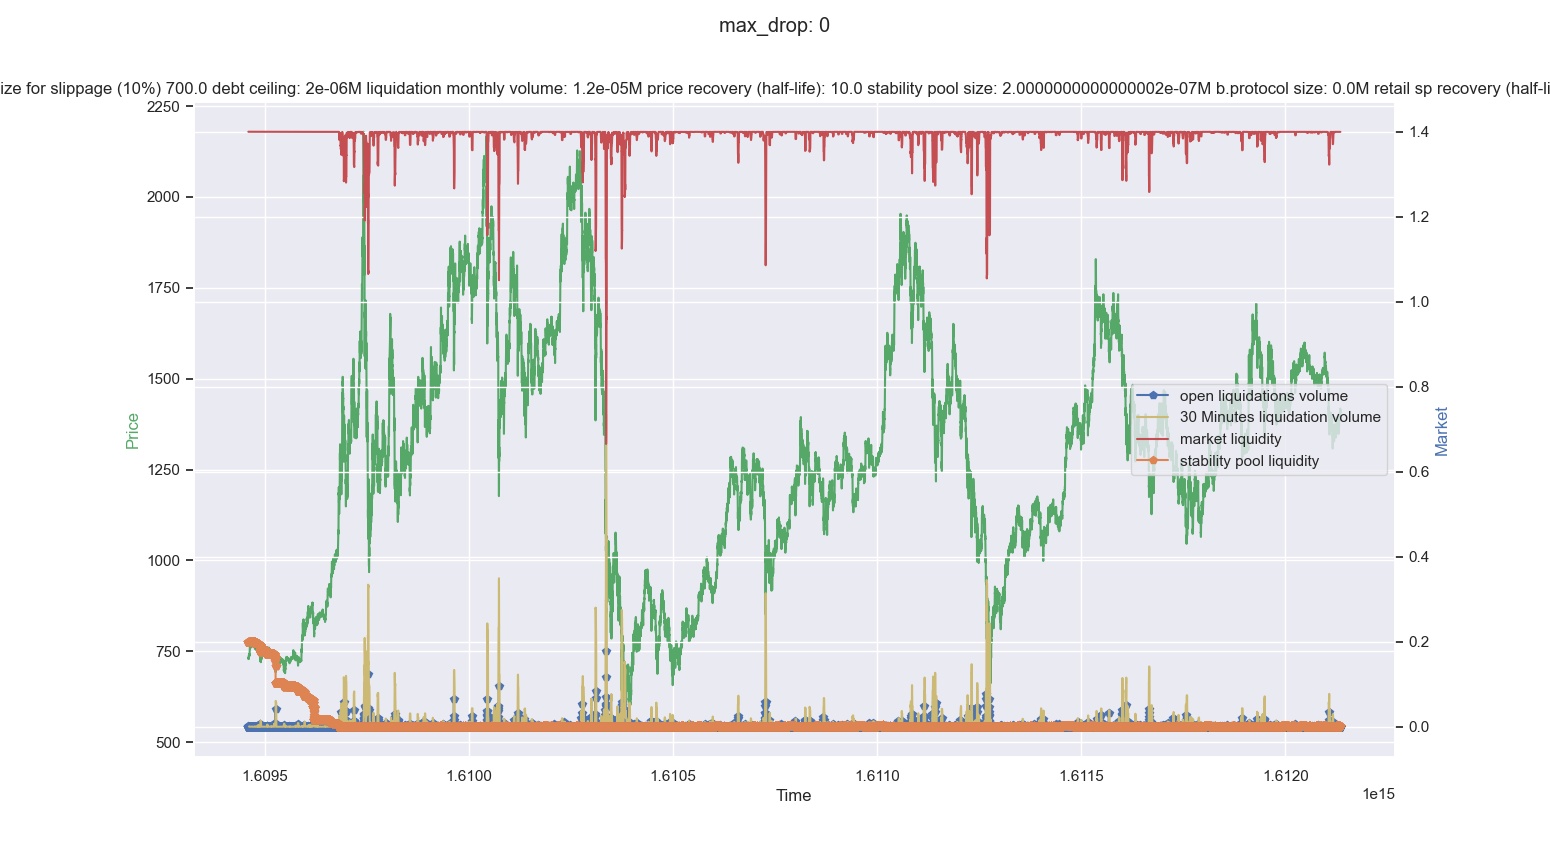 max_drop: 0
ize for slippage (10%) 700.0 debt ceiling: 2e-06M liquidation monthly volume: 1.2e-05M price recovery (half-life): 10.0 stability pool size: 2.0000000000000002e-07M b.protocol size: 0.0M retail sp recovery (half-li
2250
2000
1750
1500
1250
1000
750
500
Price
1.4
1.2
1.0
0.8
0.6
0.4
0.2
0.0
Market
open liquidations volume
30 Minutes liquidation volume
market liquidity
stability pool liquidity
1.6095
1.6100
1.6105
1.6110
1.6115
1.6120
Time
1e15